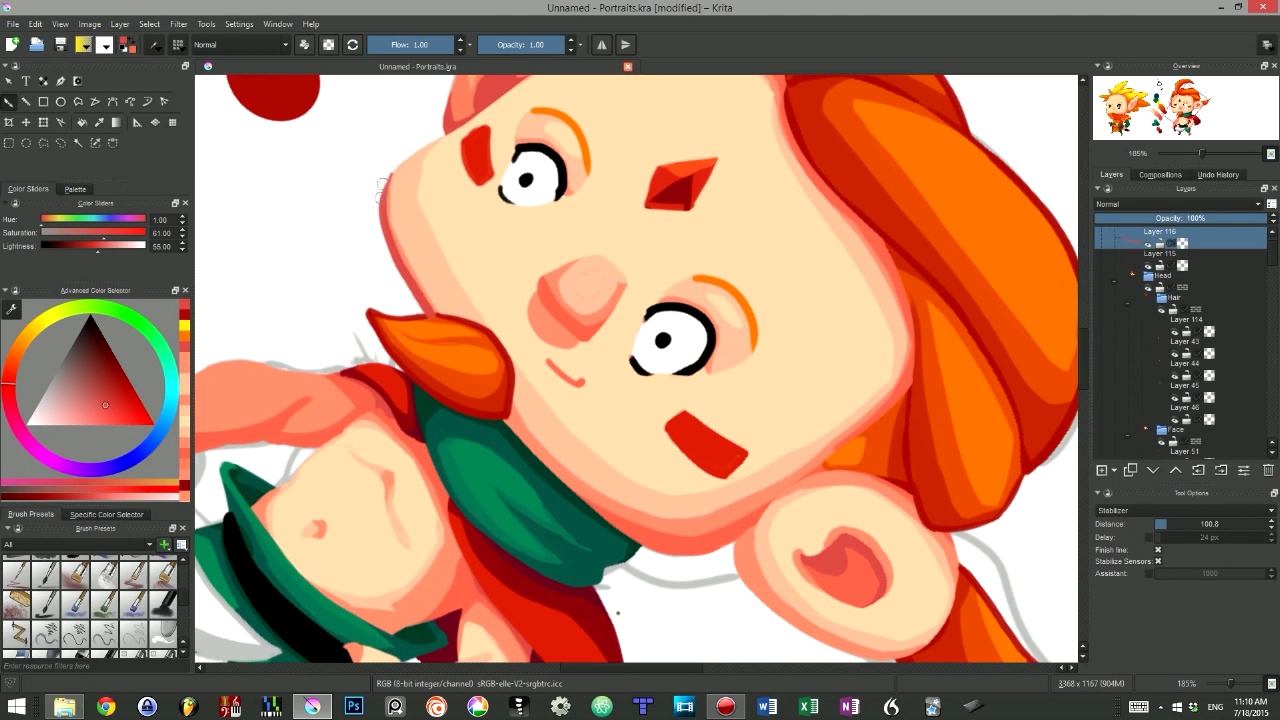 Unnamed - Portraits.kra [modified] – Krita
File Edit View Image Layer Select Filter Tools Settings Window Help
Normal Flow: 1.00 Opacity: 1.00
Unnamed - Portraits.kra
Overview
185%
Color Sliders Palette
Color Sliders
Hue: 1.00
Saturation: 61.00
Lightness: 55.00
Advanced Color Selector
Brush Presets Specific Color Selector
Brush Presets
All
Enter resource filters here
Layers Compositions Undo History
Layers
Normal
Opacity: 100%
Layer 116
Layer 115
Head
Hair
Layer 114
Layer 43
Layer 44
Layer 45
Layer 46
Face
Layer 51
Tool Options
Stabilizer
Distance: 100.8
Delay: 24 px
Finish line:
Stabilize Sensors:
Assistant: 1000
RGB (8-bit integer/channel) sRGB-elle-V2-srgbtrc.icc 3368 x 1167 (904M) 185%
Ps
ENG
11:10 AM
7/18/2015